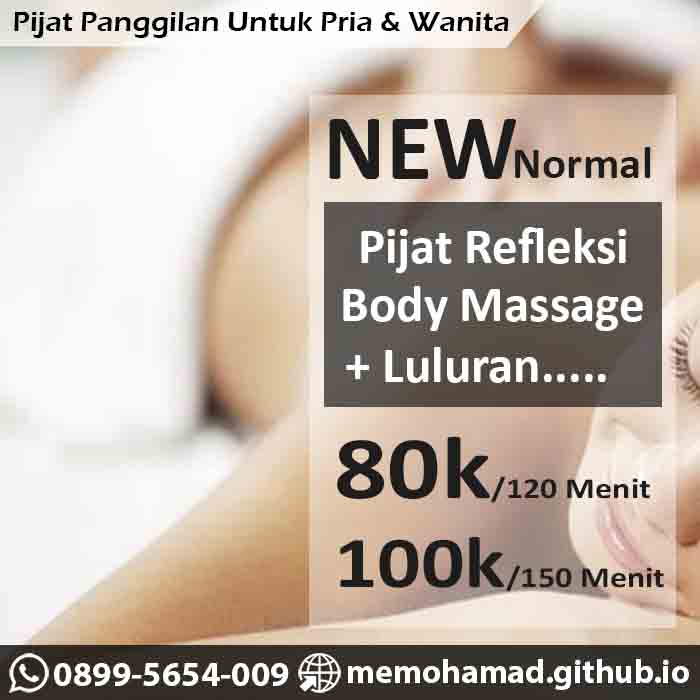 Pijat Panggilan Untuk Pria & Wanita
NEW Normal
Pijat Refleksi
Body Massage
+ Luluran.....
80k/120 Menit
100k/150 Menit
0899-5654-009 memohamad.github.io